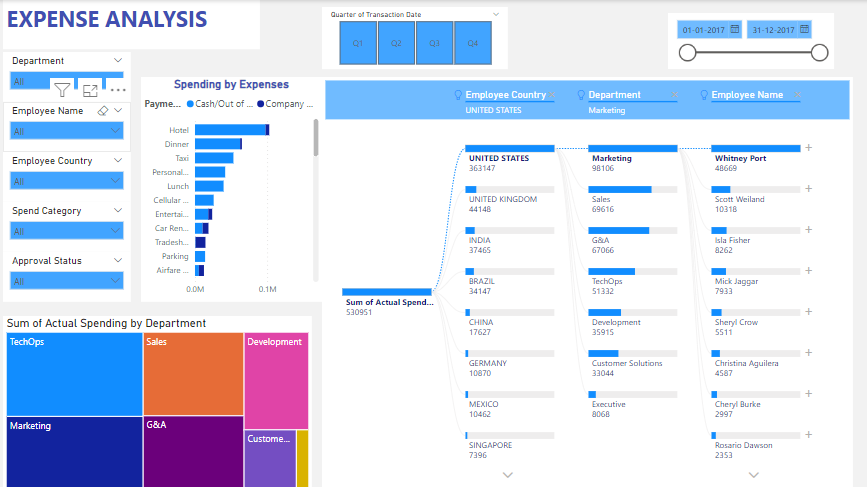 EXPENSE ANALYSIS
Quarter of Transaction Date
Q1 Q2 Q3 Q4
01-01-2017 31-12-2017
Department
All
Employee Name
All
Employee Country
All
Spend Category
All
Approval Status
All
Spending by Expenses
Payme... Cash/Out of ... Company ...
Hotel
Dinner
Taxi
Personal...
Lunch
Cellular ...
Entertai...
Car Ren...
Tradesh...
Parking
Airfare ...
0.0M 0.1M
Sum of Actual Spending by Department
TechOps
Sales
Development
Marketing
G&A
Custome...
Employee Country
UNITED STATES
Department
Marketing
Employee Name
Sum of Actual Spend...
530951
UNITED STATES
363147
UNITED KINGDOM
44148
INDIA
37465
BRAZIL
34147
CHINA
17627
GERMANY
10870
MEXICO
10462
SINGAPORE
7396
Marketing
98106
Sales
69616
G&A
67066
TechOps
51332
Development
35915
Customer Solutions
33044
Executive
8068
Whitney Port
48669
Scott Weiland
10318
Isla Fisher
8262
Mick Jaggar
7933
Sheryl Crow
5511
Christina Aguilera
4587
Cheryl Burke
2997
Rosario Dawson
2353